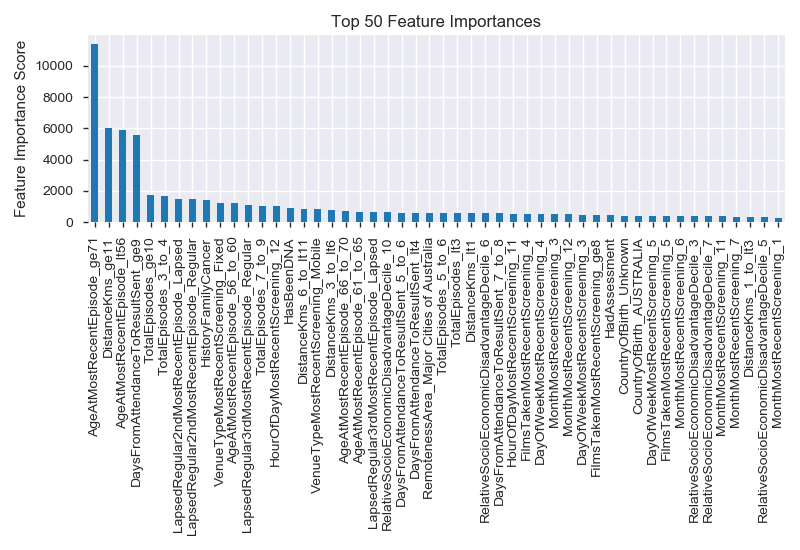 Top 50 Feature Importances
Feature Importance Score
10000
8000
6000
4000
2000
0
AgeAtMostRecentEpisode_ge71
DistanceKms_ge11
AgeAtMostRecentEpisode_lt56
DaysFromAttendanceToResultSent_ge9
TotalEpisodes_ge10
TotalEpisodes_3_to_4
LapsedRegular2ndMostRecentEpisode_Lapsed
LapsedRegular2ndMostRecentEpisode_Regular
HistoryFamilyCancer
VenueTypeMostRecentScreening_Fixed
AgeAtMostRecentEpisode_56_to_60
LapsedRegular3rdMostRecentEpisode_Regular
TotalEpisodes_7_to_9
HourOfDayMostRecentScreening_12
HasBeenDNA
DistanceKms_6_to_lt11
VenueTypeMostRecentScreening_Mobile
DistanceKms_3_to_lt6
AgeAtMostRecentEpisode_66_to_70
AgeAtMostRecentEpisode_61_to_65
LapsedRegular3rdMostRecentEpisode_Lapsed
RelativeSocioEconomicDisadvantageDecile_10
DaysFromAttendanceToResultSent_5_to_6
DaysFromAttendanceToResultSent_lt4
RemotenessArea_Major Cities of Australia
TotalEpisodes_5_to_6
TotalEpisodes_lt3
DistanceKms_lt1
RelativeSocioEconomicDisadvantageDecile_6
DaysFromAttendanceToResultSent_7_to_8
HourOfDayMostRecentScreening_11
FilmsTakenMostRecentScreening_4
DayOfWeekMostRecentScreening_4
MonthMostRecentScreening_3
MonthMostRecentScreening_12
DayOfWeekMostRecentScreening_3
FilmsTakenMostRecentScreening_ge8
HadAssessment
CountryOfBirth_Unknown
CountryOfBirth_AUSTRALIA
DayOfWeekMostRecentScreening_5
FilmsTakenMostRecentScreening_5
MonthMostRecentScreening_6
RelativeSocioEconomicDisadvantageDecile_3
RelativeSocioEconomicDisadvantageDecile_7
MonthMostRecentScreening_11
MonthMostRecentScreening_7
DistanceKms_1_to_lt3
RelativeSocioEconomicDisadvantageDecile_5
MonthMostRecentScreening_1